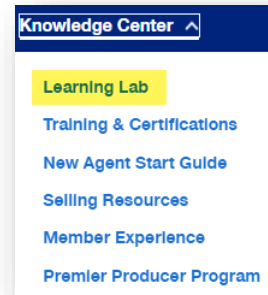 Knowledge Center
Learning Lab
Training & Certifications
New Agent Start Guide
Selling Resources
Member Experience
Premier Producer Program